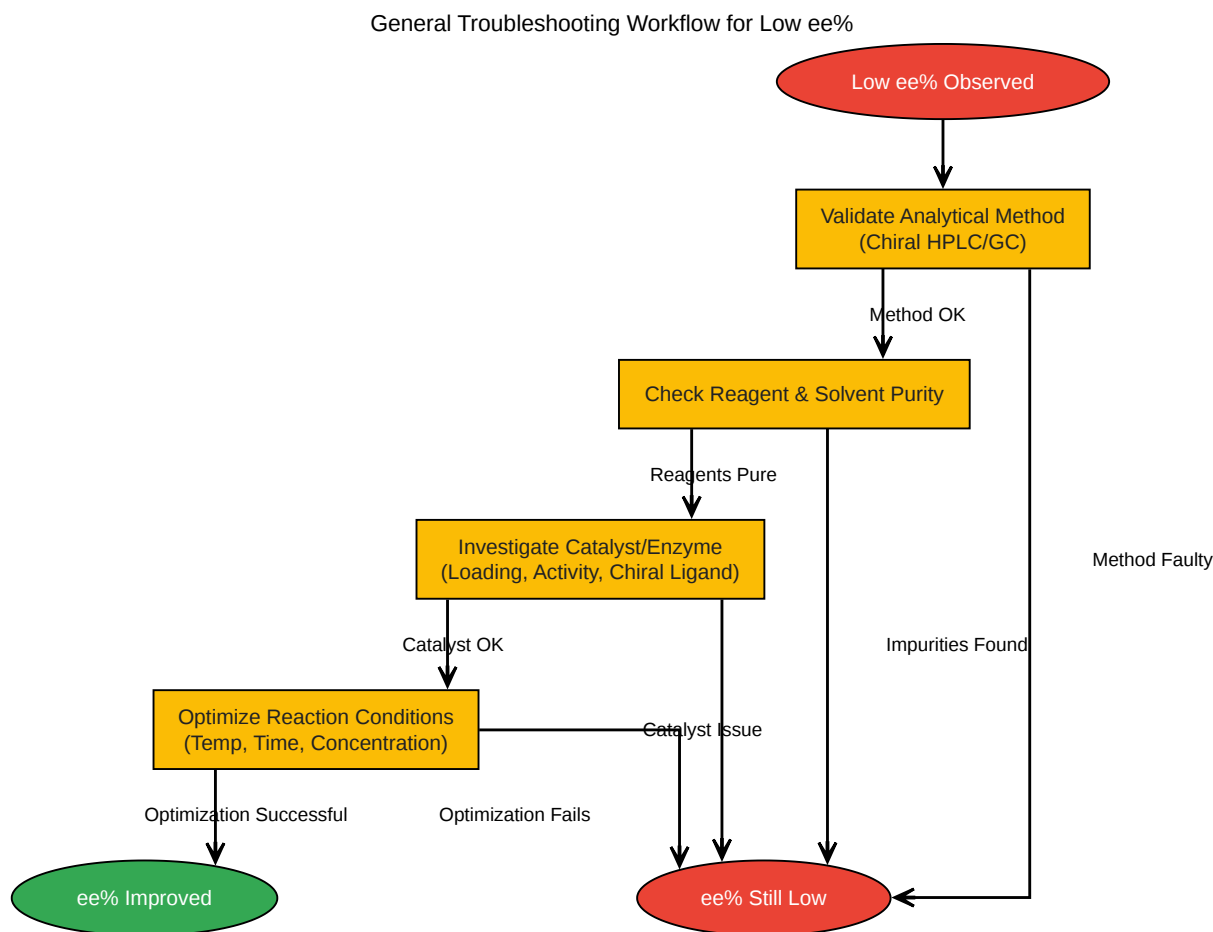 General Troubleshooting Workflow for Low ee%
Low ee% Observed
Validate Analytical Method
(Chiral HPLC/GC)
Method OK
Check Reagent & Solvent Purity
Reagents Pure
Investigate Catalyst/Enzyme
(Loading, Activity, Chiral Ligand)
Method Faulty
Catalyst OK
Impurities Found
Optimize Reaction Conditions
(Temp, Time, Concentration)
Catalyst Issue
Optimization Successful
Optimization Fails
ee% Improved
ee% Still Low